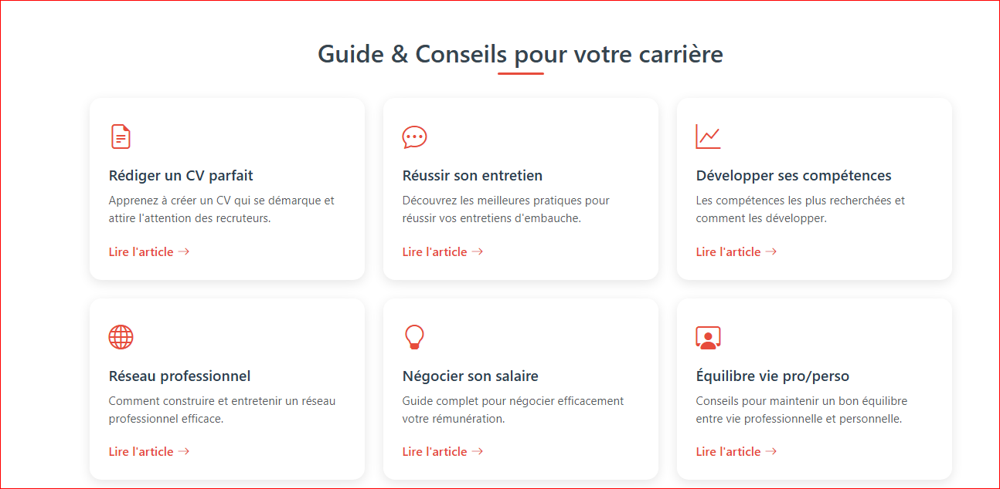 Guide & Conseils pour votre carrière
Rédiger un CV parfait
Apprenez à créer un CV qui se démarque et
attire l'attention des recruteurs.
Lire l'article →
Réussir son entretien
Découvrez les meilleures pratiques pour
réussir vos entretiens d'embauche.
Lire l'article →
Développer ses compétences
Les compétences les plus recherchées et
comment les développer.
Lire l'article →
Réseau professionnel
Comment construire et entretenir un réseau
professionnel efficace.
Lire l'article →
Négocier son salaire
Guide complet pour négocier efficacement
votre rémunération.
Lire l'article →
Équilibre vie pro/perso
Conseils pour maintenir un bon équilibre
entre vie professionnelle et personnelle.
Lire l'article →